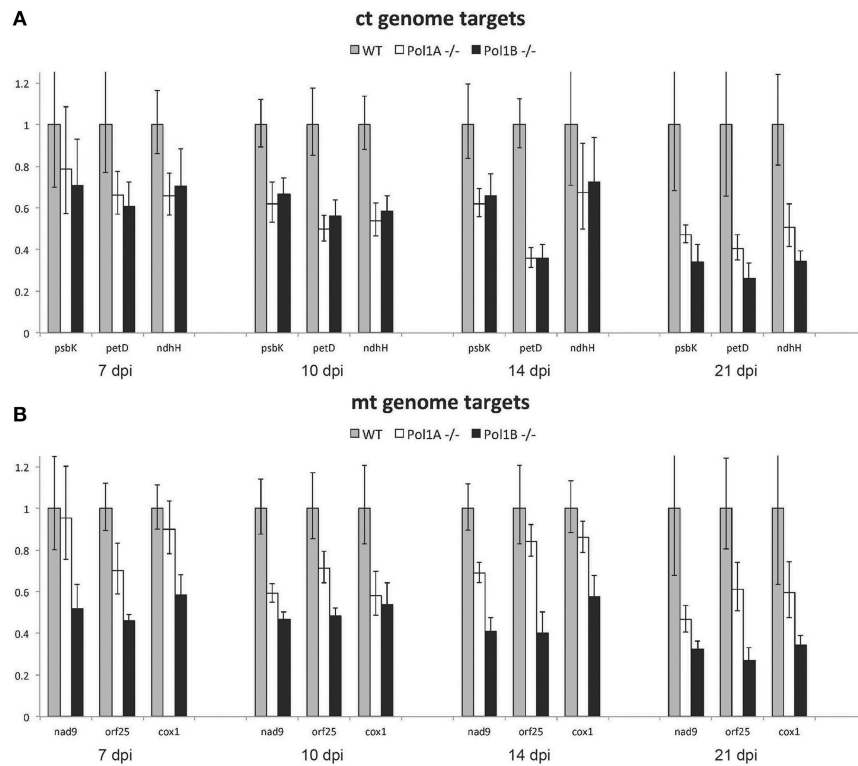 A
ct genome targets
WT Pol1A -/- Pol1B -/-
1.2
1
0.8
0.6
0.4
0.2
0
psbK petD ndhH psbK petD ndhH psbK petD ndhH psbK petD ndhH
7 dpi 10 dpi 14 dpi 21 dpi
B
mt genome targets
WT Pol1A -/- Pol1B -/-
1.2
1
0.8
0.6
0.4
0.2
0
nad9 orf25 cox1 nad9 orf25 cox1 nad9 orf25 cox1 nad9 orf25 cox1
7 dpi 10 dpi 14 dpi 21 dpi